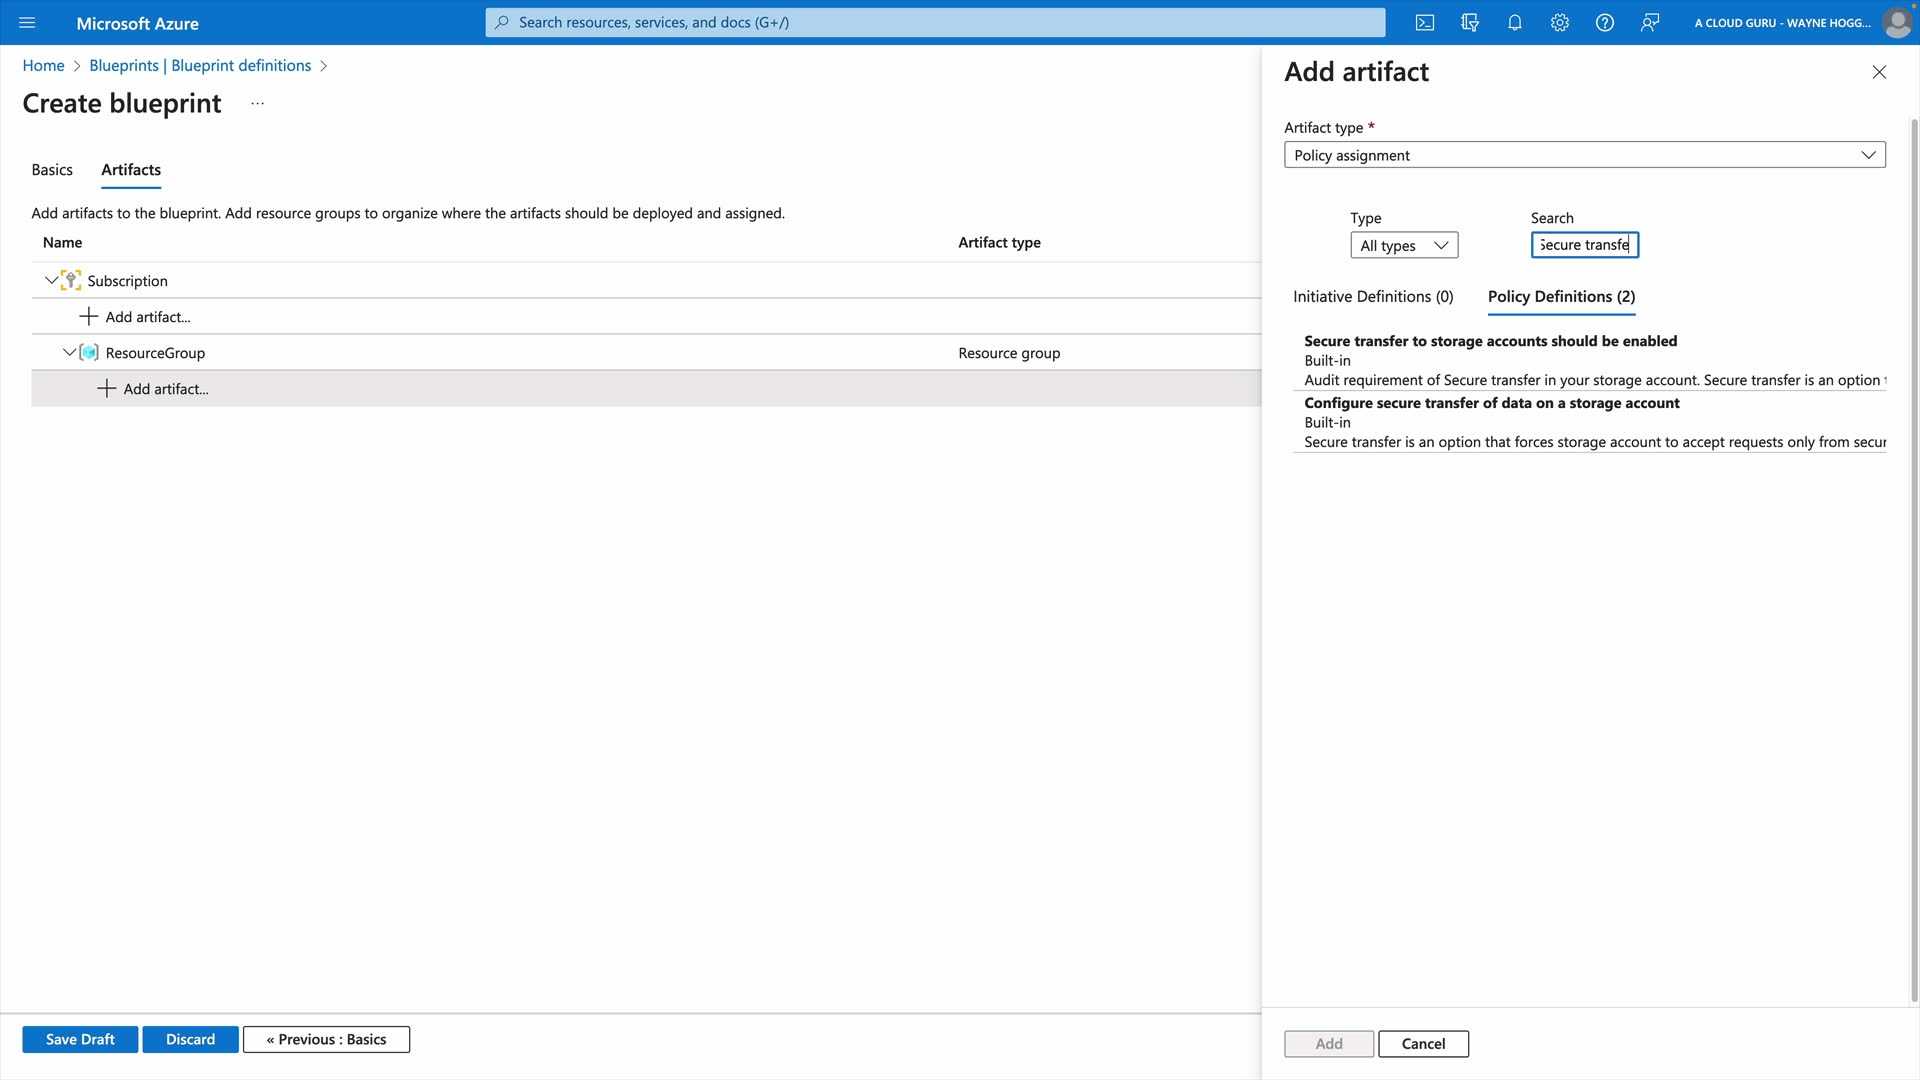 Microsoft Azure
Search resources, services, and docs (G+/)
A CLOUD GURU - WAYNE HOGG...
Home > Blueprints | Blueprint definitions >
Create blueprint ...
Basics
Artifacts
Add artifacts to the blueprint. Add resource groups to organize where the artifacts should be deployed and assigned.
Name
Artifact type
Subscription
Add artifact...
ResourceGroup
Resource group
Add artifact...
Save Draft
Discard
« Previous : Basics
Add artifact
Artifact type *
Policy assignment
Type
Search
All types
Secure transfe
Initiative Definitions (0)
Policy Definitions (2)
Secure transfer to storage accounts should be enabled
Built-in
Audit requirement of Secure transfer in your storage account. Secure transfer is an option
Configure secure transfer of data on a storage account
Built-in
Secure transfer is an option that forces storage account to accept requests only from secur
Add
Cancel